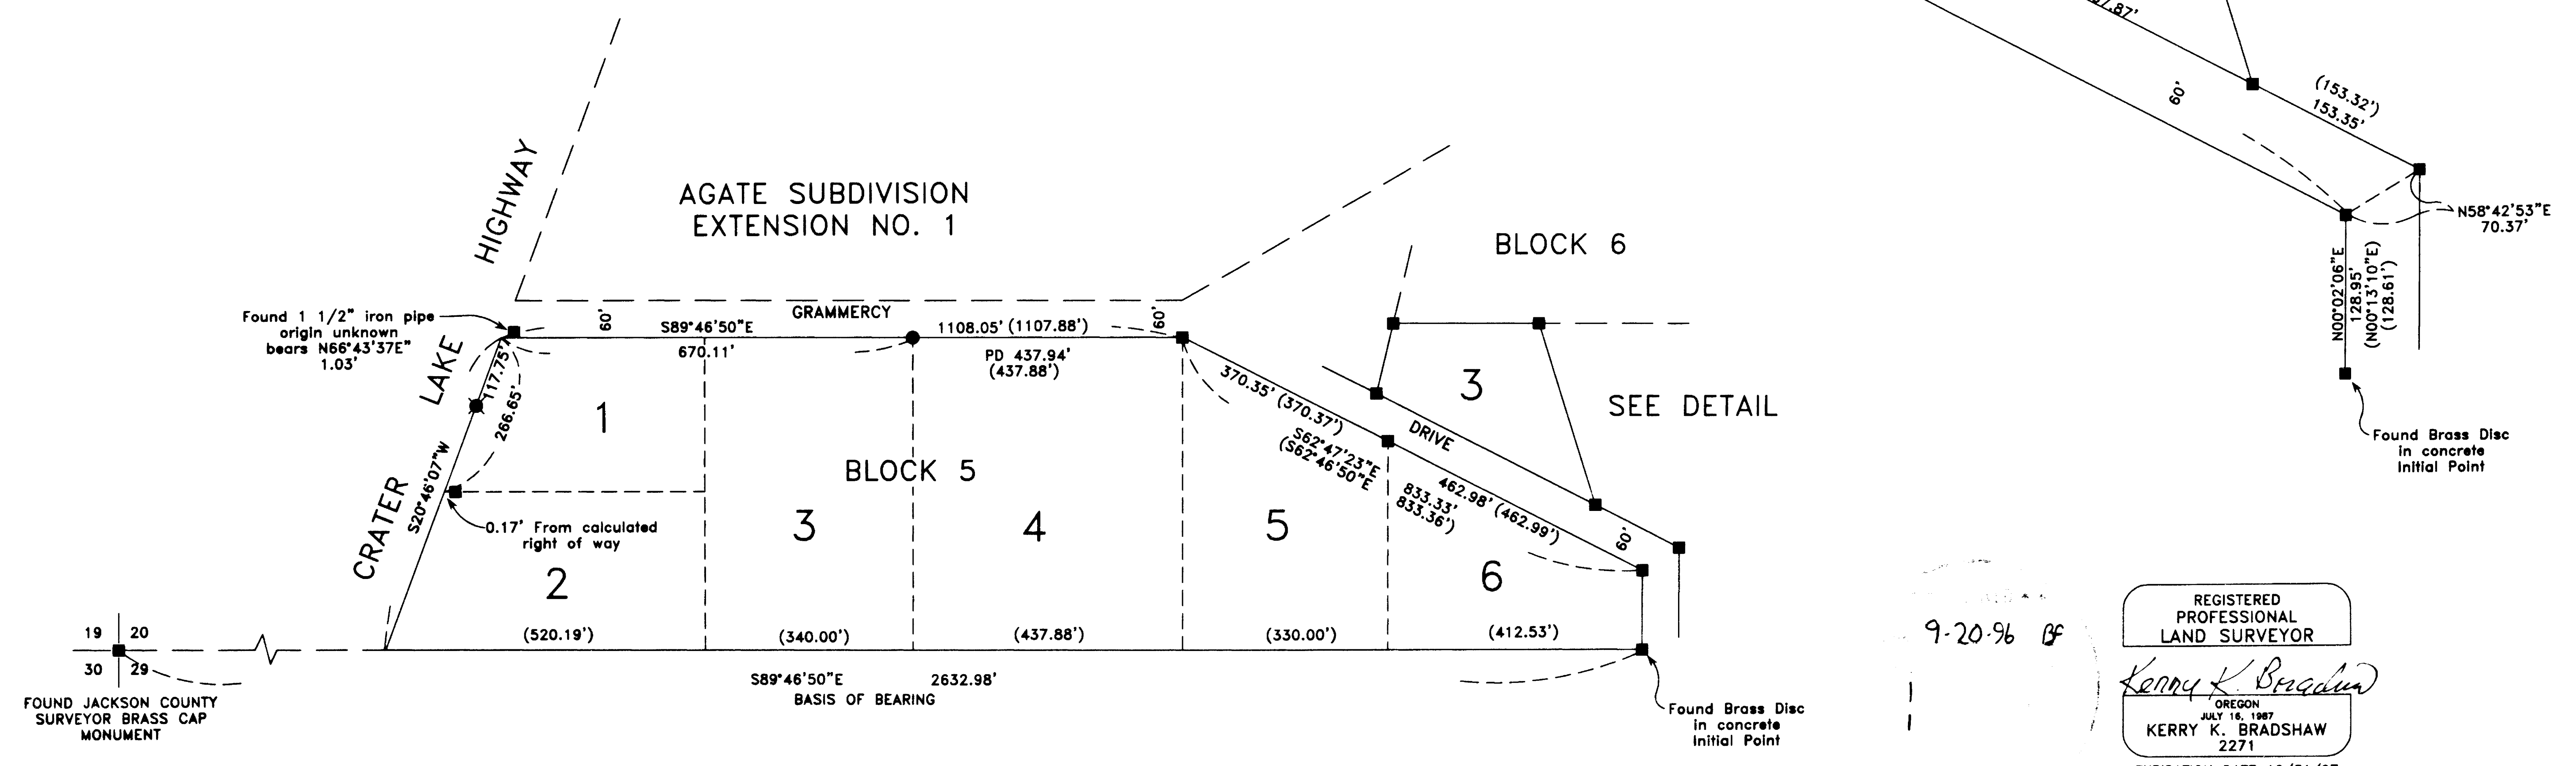 HIGHWAY
LAKE
CRATER
AGATE SUBDIVISION
EXTENSION NO. 1
BLOCK 6
Found 1 1/2" iron pipe
origin unknown
bears N66°43'37E"
1.03'
60'
GRAMMERCY
60'
S89°46'50"E
1108.05' (1107.88')
670.11'
PD 437.94'
(437.88')
117.75'
266.65'
S20°46'07"W
0.17' From calculated
right of way
1
2
3
4
5
6
BLOCK 5
3
SEE DETAIL
370.35' (370.37')
S62°47'23"E
(S62°46'50"E
DRIVE
462.98' (462.99')
833.33'
833.36')
60'
(520.19')
(340.00')
(437.88')
(330.00')
(412.53')
S89°46'50"E 2632.98'
BASIS OF BEARING
19 20
30 29
FOUND JACKSON COUNTY
SURVEYOR BRASS CAP
MONUMENT
Found Brass Disc
in concrete
Initial Point
7.87'
60'
(153.32')
153.35'
N58°42'53"E
70.37'
N00°02'06"E
128.95'
(N00°13'10"E)
(128.61')
Found Brass Disc
in concrete
Initial Point
9-20-96 BF
REGISTERED
PROFESSIONAL
LAND SURVEYOR
Kerry K. Bradshaw
OREGON
JULY 16, 1987
KERRY K. BRADSHAW
2271